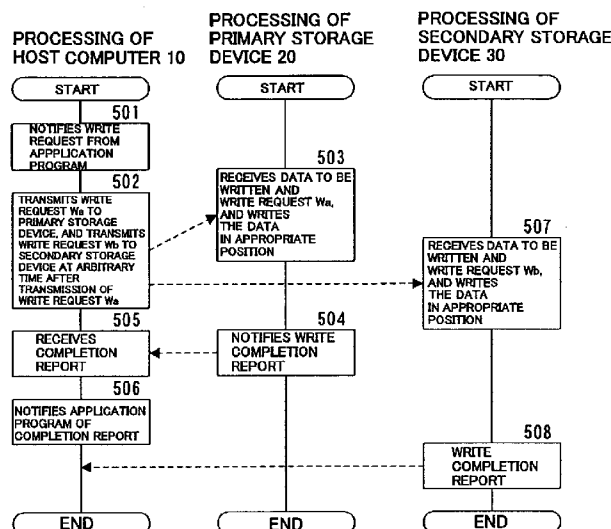 PROCESSING OF
HOST COMPUTER 10
PROCESSING OF
PRIMARY STORAGE
DEVICE 20
PROCESSING OF
SECONDARY STORAGE
DEVICE 30
START
START
START
501
NOTIFIES WRITE
REQUEST FROM
APPPLICATION
PROGRAM
502
TRANSMITS WRITE
REQUEST Wa TO
PRIMARY STORAGE
DEVICE, AND TRANSMITS
WRITE REQUEST Wb TO
SECONDARY STORAGE
DEVICE AT ARBITRARY
TIME AFTER
TRANSMISSION OF
WRITE REQUEST Wa
503
RECEIVES DATA TO BE
WRITTEN AND
WRITE REQUEST Wa,
AND WRITES
THE DATA
IN APPROPRIATE
POSITION
507
RECEIVES DATA TO BE
WRITTEN AND
WRITE REQUEST Wb,
AND WRITES
THE DATA
IN APPROPRIATE
POSITION
505
RECEIVES
COMPLETION
REPORT
504
NOTIFIES WRITE
COMPLETION
REPORT
506
NOTIFIES APPLICATION
PROGRAM OF
COMPLETION REPORT
508
WRITE
COMPLETION
REPORT
END
END
END